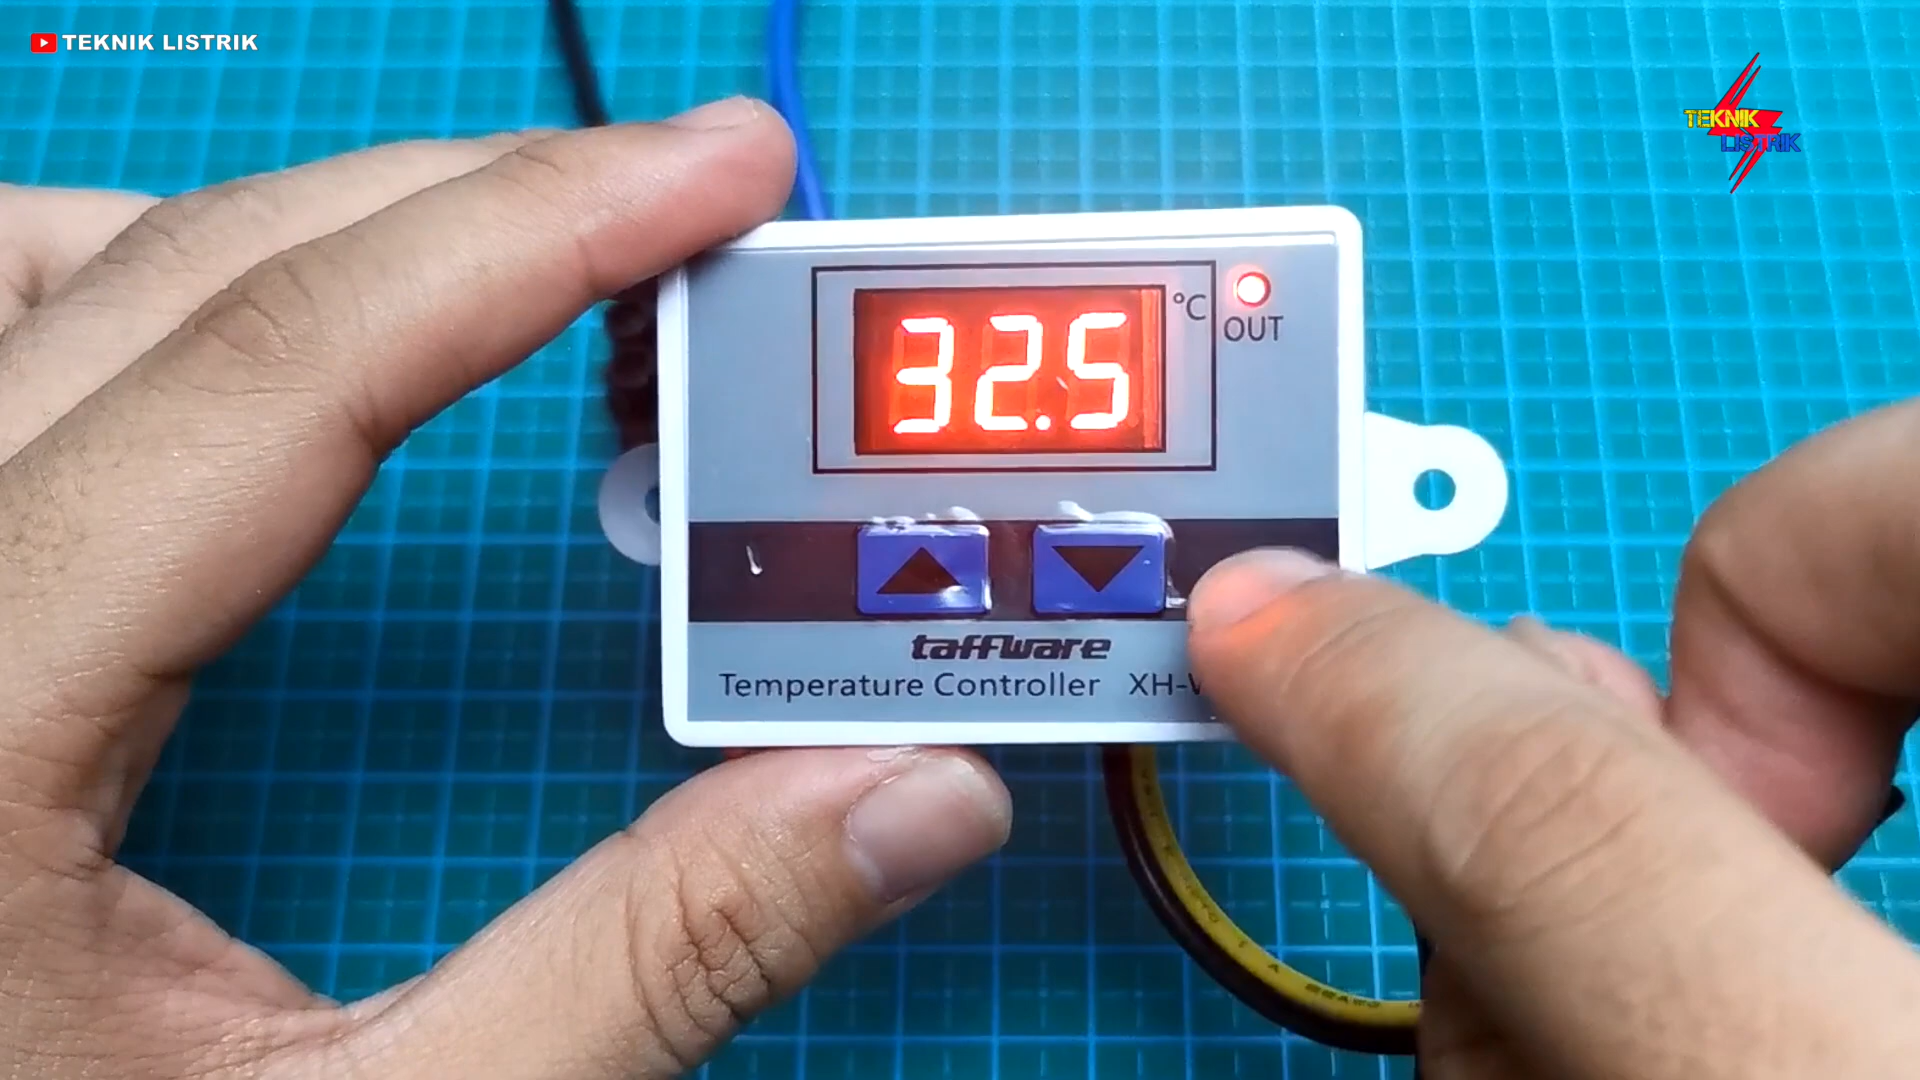 TEKNIK LISTRIK
TEKNIK
LISTRIK
32.5
°C
OUT
taffware
Temperature Controller XH-